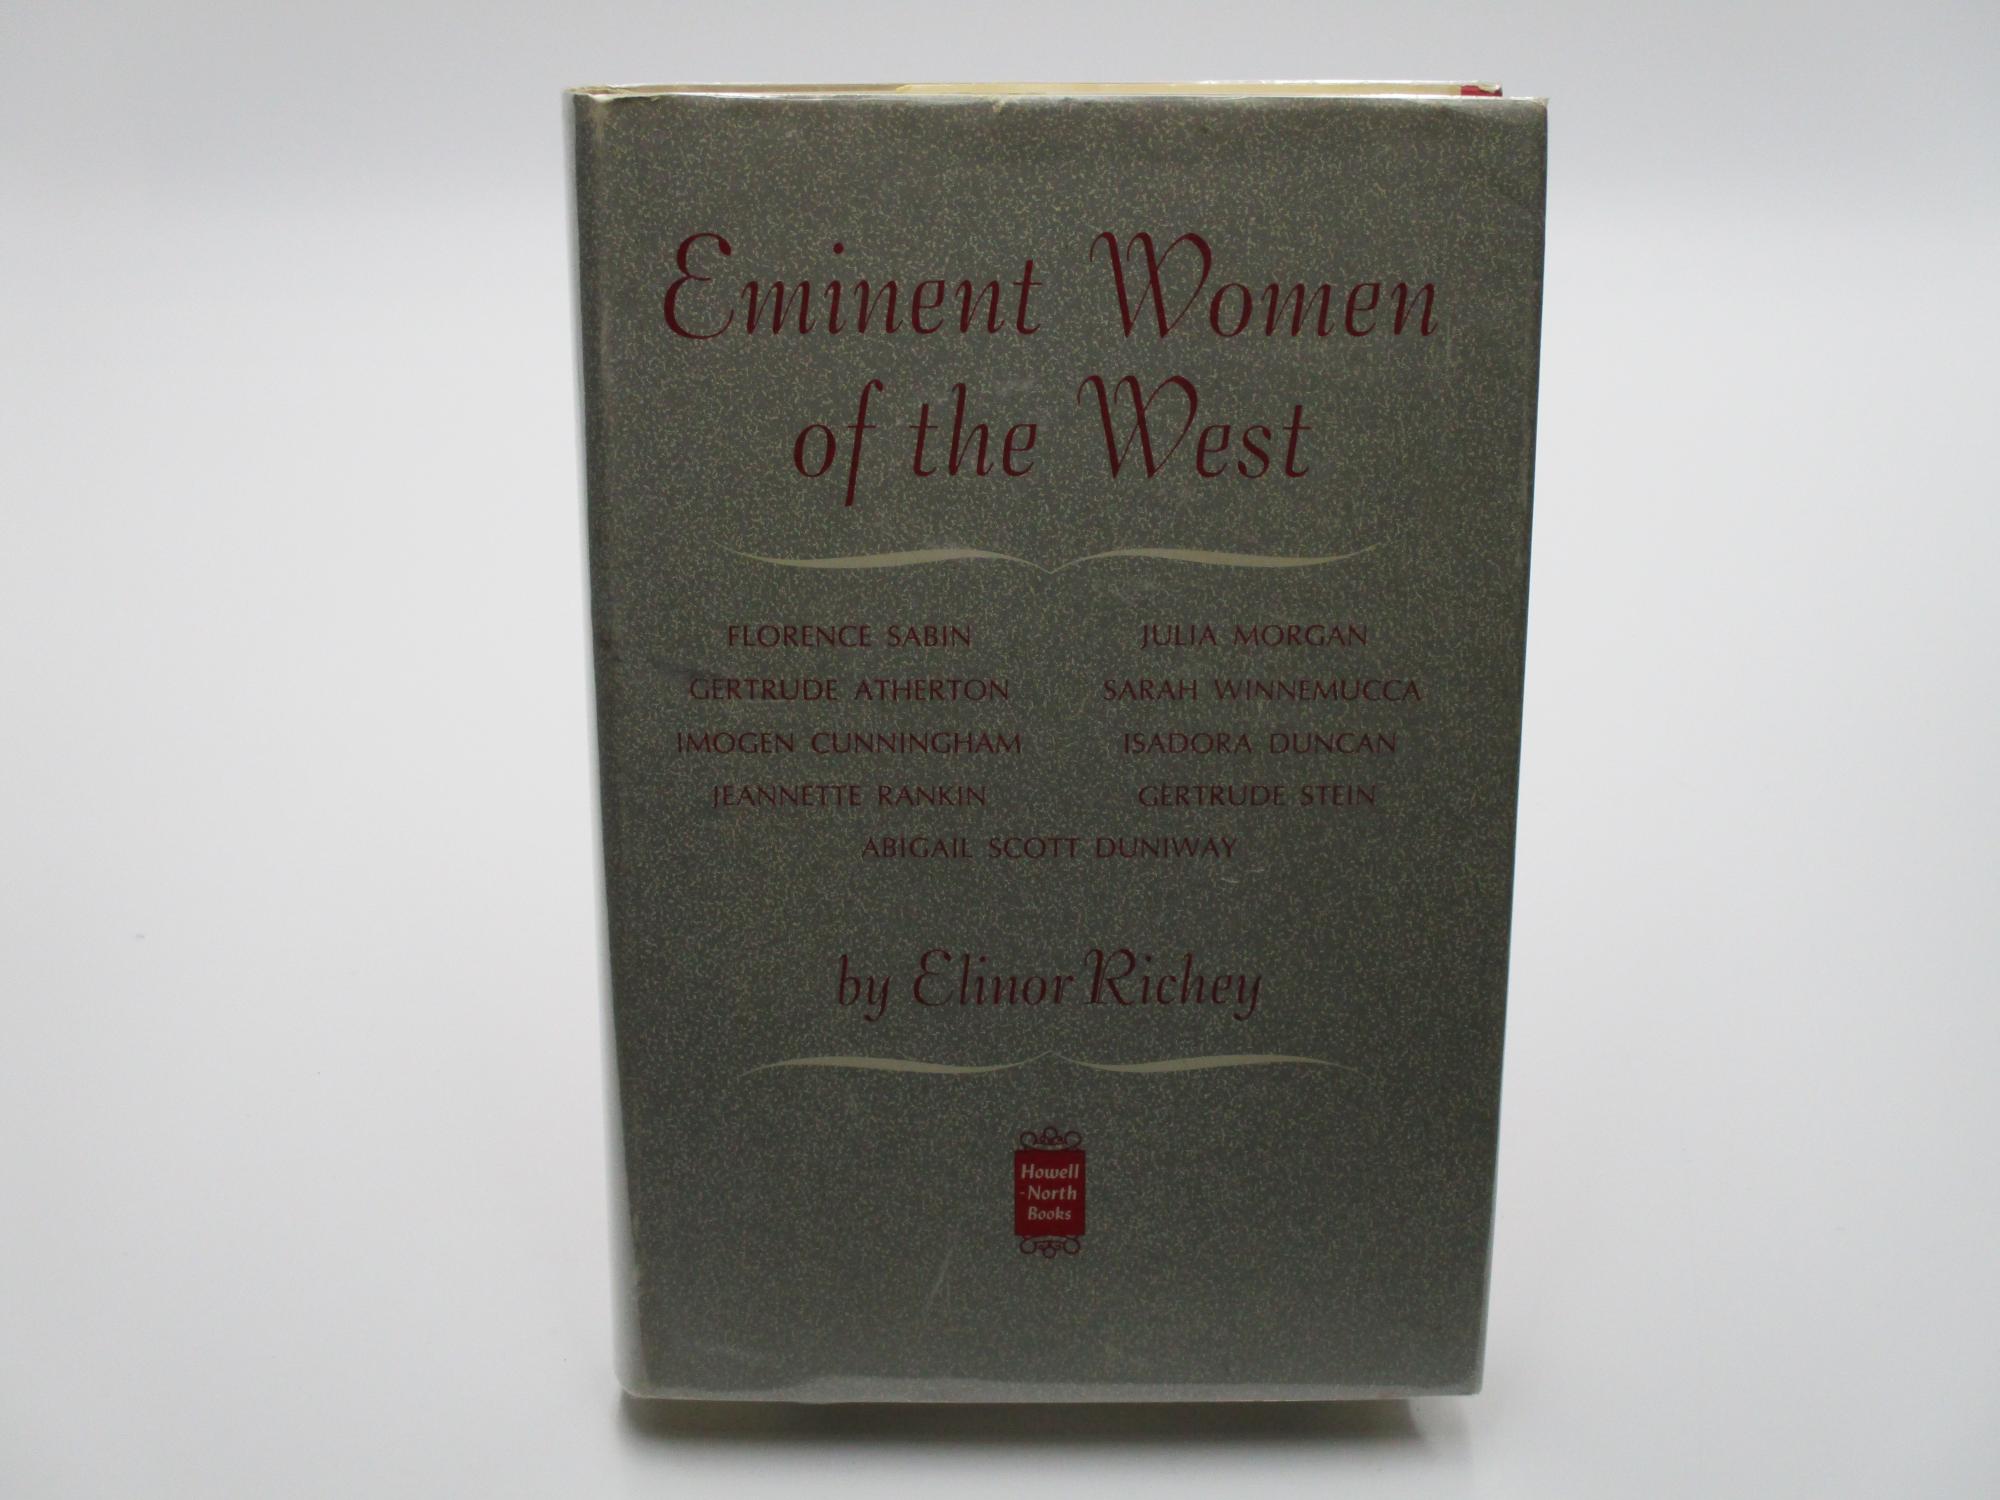 Eminent Women
of the West
FLORENCE SABIN JULIA MORGAN
GERTRUDE ATHERTON SARAH WINNEMUCCA
IMOGEN CUNNINGHAM ISADORA DUNCAN
JEANNETTE RANKIN GERTRUDE STEIN
ABIGAIL SCOTT DUNIWAY
by Elinor Richey
Howell
-North
Books